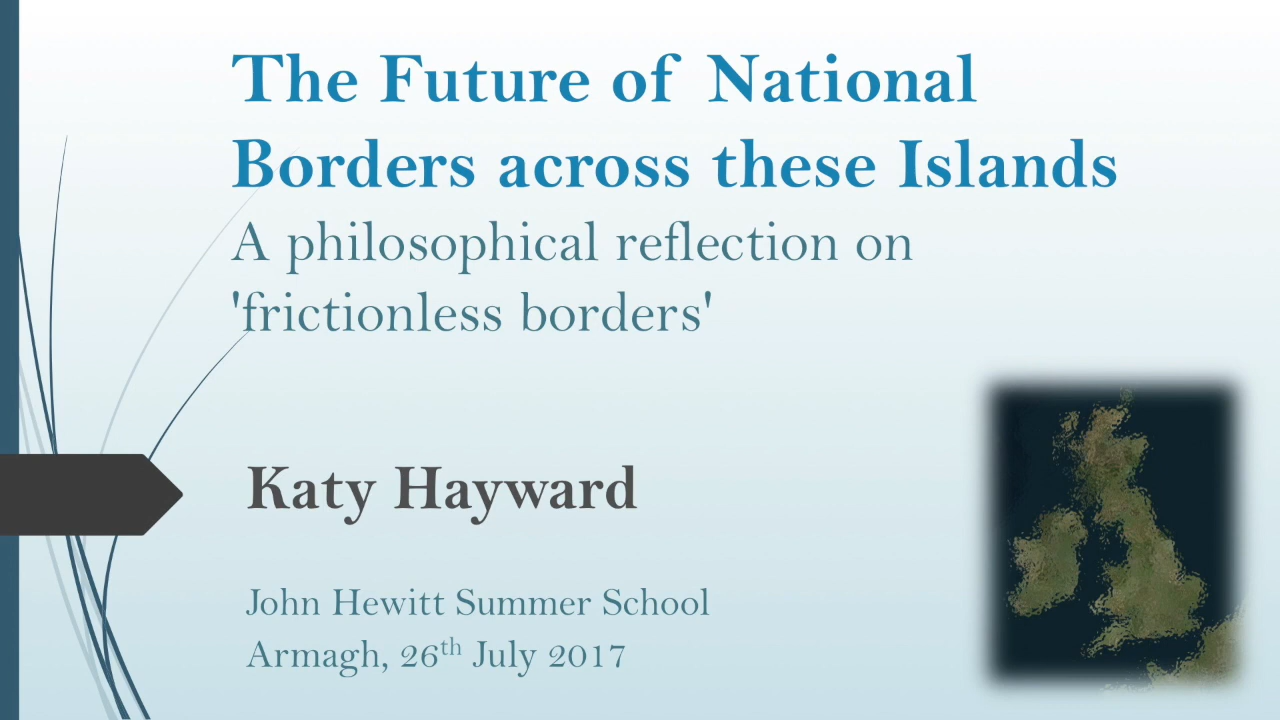 The Future of National
Borders across these Islands
A philosophical reflection on
'frictionless borders'
Katy Hayward
John Hewitt Summer School
Armagh, 26th July 2017